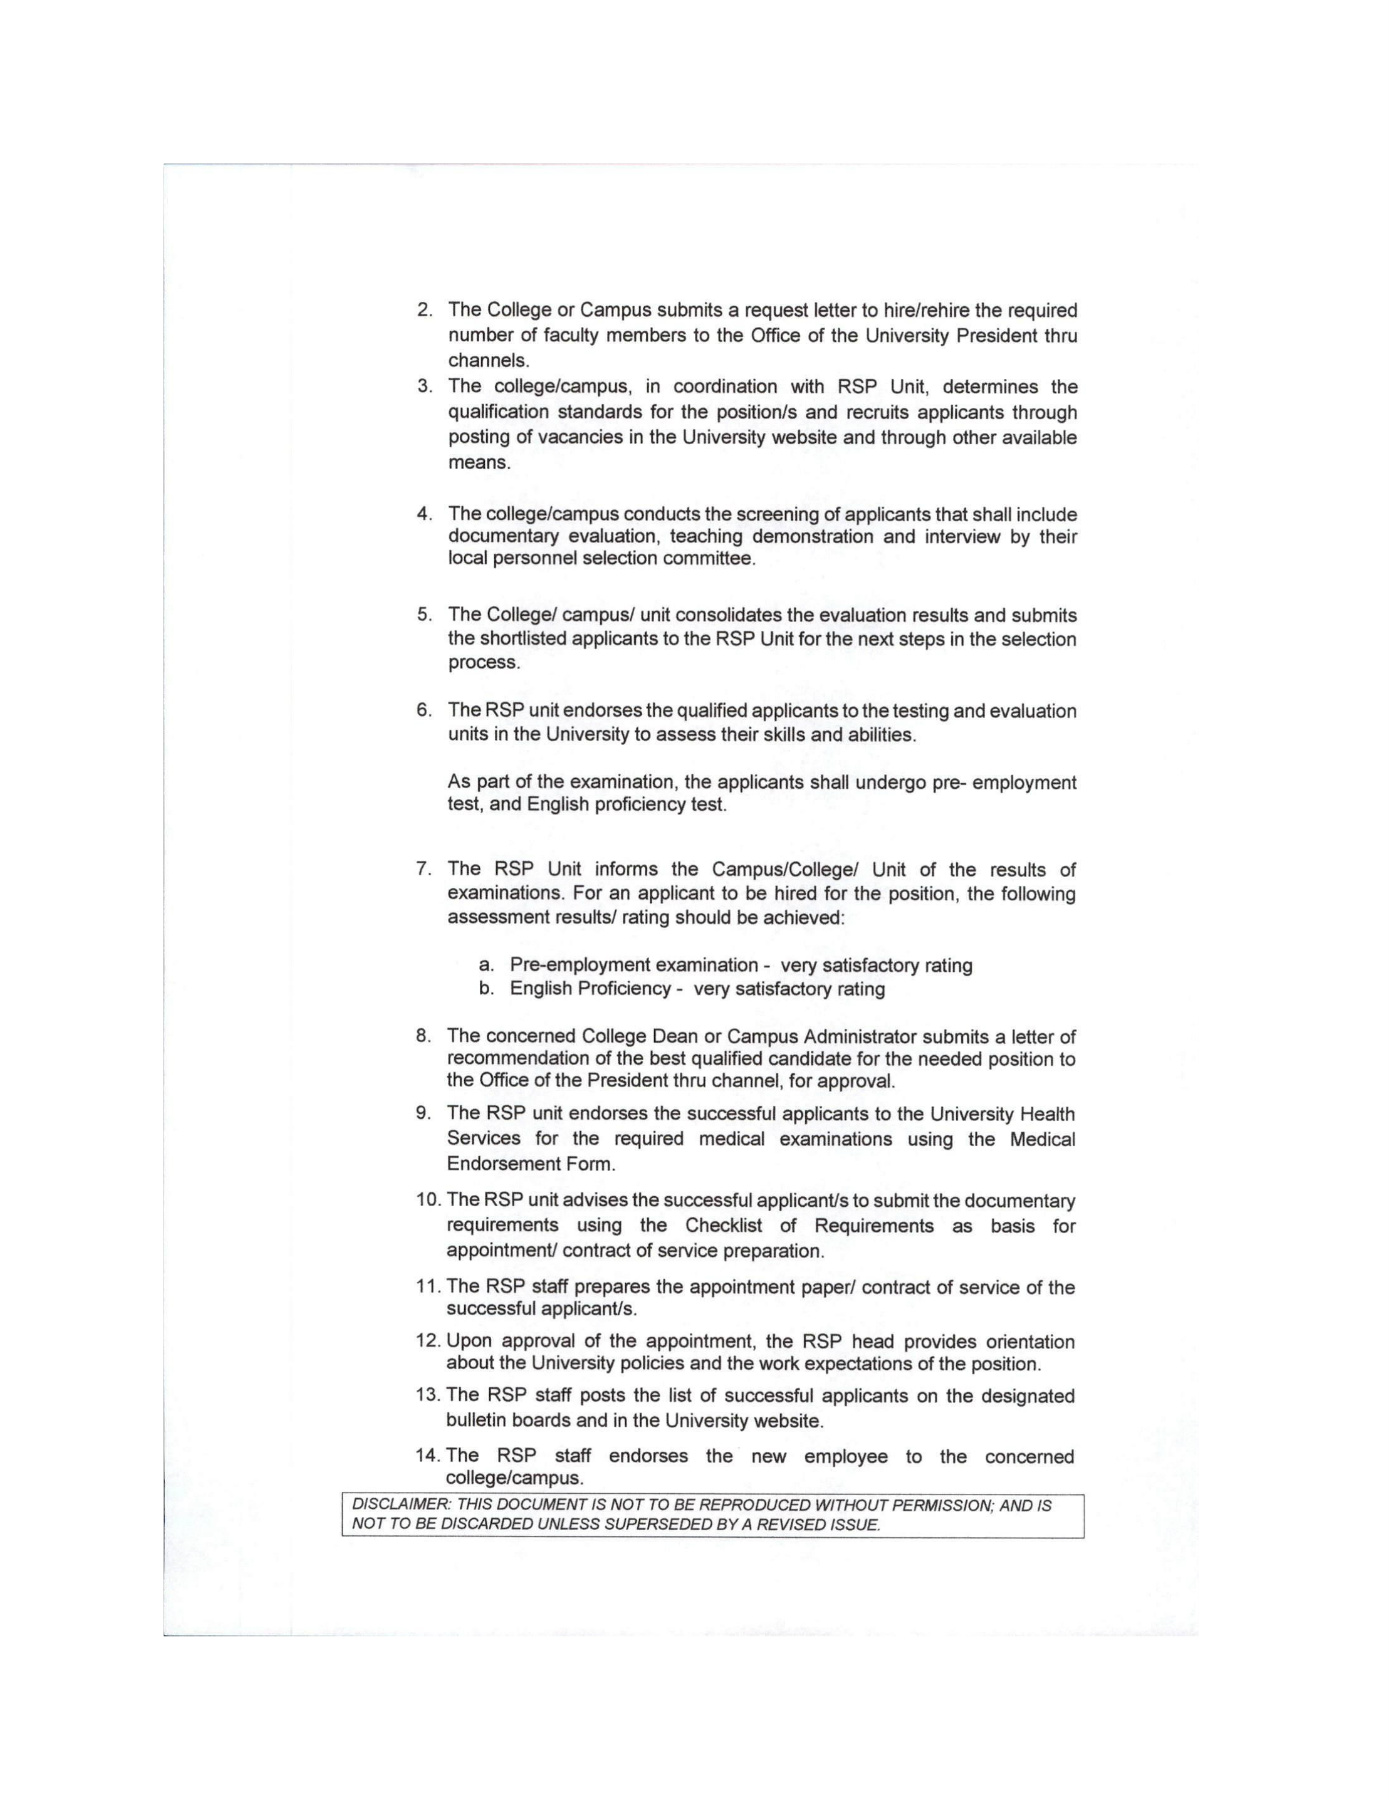 2. The College or Campus submits a request letter to hire/rehire the required
number of faculty members to the Office of the University President thru
channels.
3. The college/campus, in coordination with RSP Unit, determines the
qualification standards for the position/s and recruits applicants through
posting of vacancies in the University website and through other available
means.
4. The college/campus conducts the screening of applicants that shall include
documentary evaluation, teaching demonstration and interview by their
local personnel selection committee.
5. The College/ campus/ unit consolidates the evaluation results and submits
the shortlisted applicants to the RSP Unit for the next steps in the selection
process.
6. The RSP unit endorses the qualified applicants to the testing and evaluation
units in the University to assess their skills and abilities.
As part of the examination, the applicants shall undergo pre- employment
test, and English proficiency test.
7. The RSP Unit informs the Campus/College/ Unit of the results of
examinations. For an applicant to be hired for the position, the following
assessment results/ rating should be achieved:
a. Pre-employment examination - very satisfactory rating
b. English Proficiency - very satisfactory rating
8. The concerned College Dean or Campus Administrator submits a letter of
recommendation of the best qualified candidate for the needed position to
the Office of the President thru channel, for approval.
9. The RSP unit endorses the successful applicants to the University Health
Services for the required medical examinations using the Medical
Endorsement Form.
10. The RSP unit advises the successful applicant/s to submit the documentary
requirements using the Checklist of Requirements as basis for
appointment/ contract of service preparation.
11. The RSP staff prepares the appointment paper/ contract of service of the
successful applicant/s.
12. Upon approval of the appointment, the RSP head provides orientation
about the University policies and the work expectations of the position.
13. The RSP staff posts the list of successful applicants on the designated
bulletin boards and in the University website.
14. The RSP staff endorses the new employee to the concerned
college/campus.
DISCLAIMER: THIS DOCUMENT IS NOT TO BE REPRODUCED WITHOUT PERMISSION; AND IS
NOT TO BE DISCARDED UNLESS SUPERSEDED BY A REVISED ISSUE.